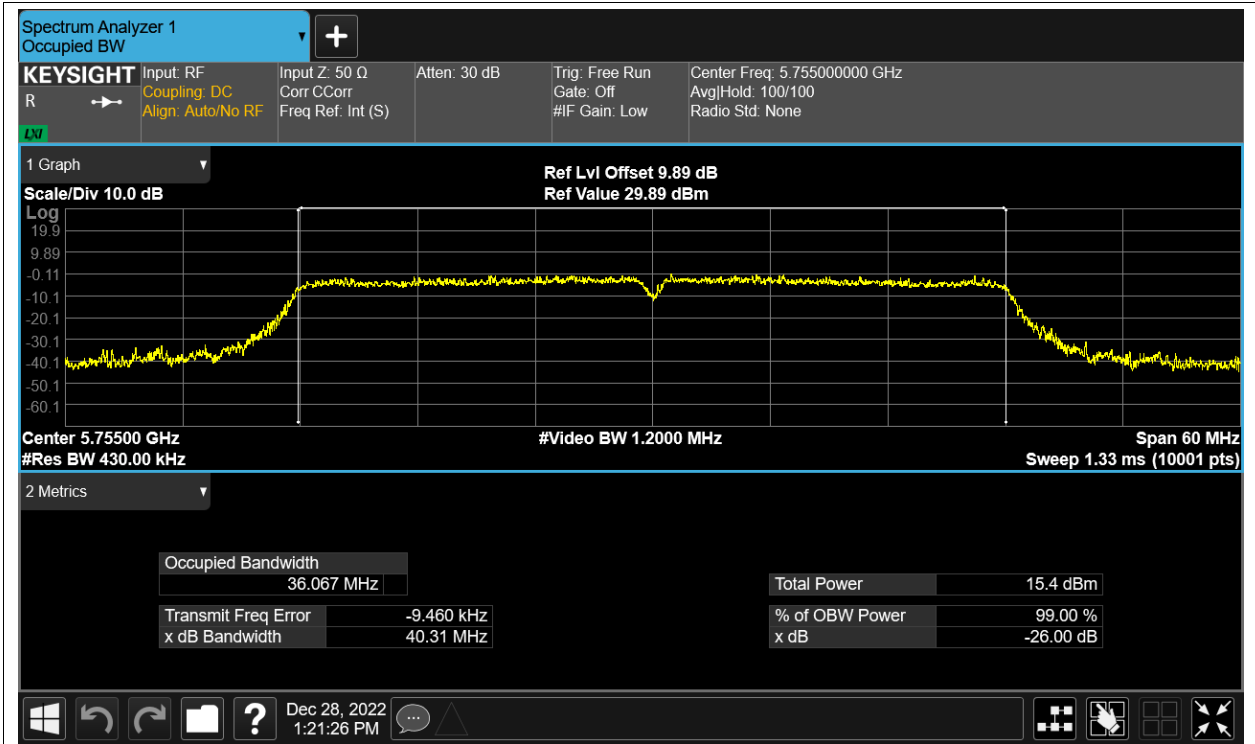 Spectrum Analyzer 1
Occupied BW
▼
+
KEYSIGHT
R
LXI
Input: RF
Coupling: DC
Align: Auto/No RF
Input Z: 50 Ω
Corr CCorr
Freq Ref: Int (S)
Atten: 30 dB
Trig: Free Run
Gate: Off
#IF Gain: Low
Center Freq: 5.755000000 GHz
Avg|Hold: 100/100
Radio Std: None
1 Graph
Scale/Div 10.0 dB
Ref Lvl Offset 9.89 dB
Ref Value 29.89 dBm
Log
19.9
9.89
-0.11
-10.1
-20.1
-30.1
-40.1
-50.1
-60.1
Center 5.75500 GHz
#Video BW 1.2000 MHz
Span 60 MHz
#Res BW 430.00 kHz
Sweep 1.33 ms (10001 pts)
2 Metrics
Occupied Bandwidth
36.067 MHz
Transmit Freq Error -9.460 kHz
x dB Bandwidth 40.31 MHz
Total Power 15.4 dBm
% of OBW Power 99.00 %
x dB -26.00 dB
?
Dec 28, 2022
1:21:26 PM